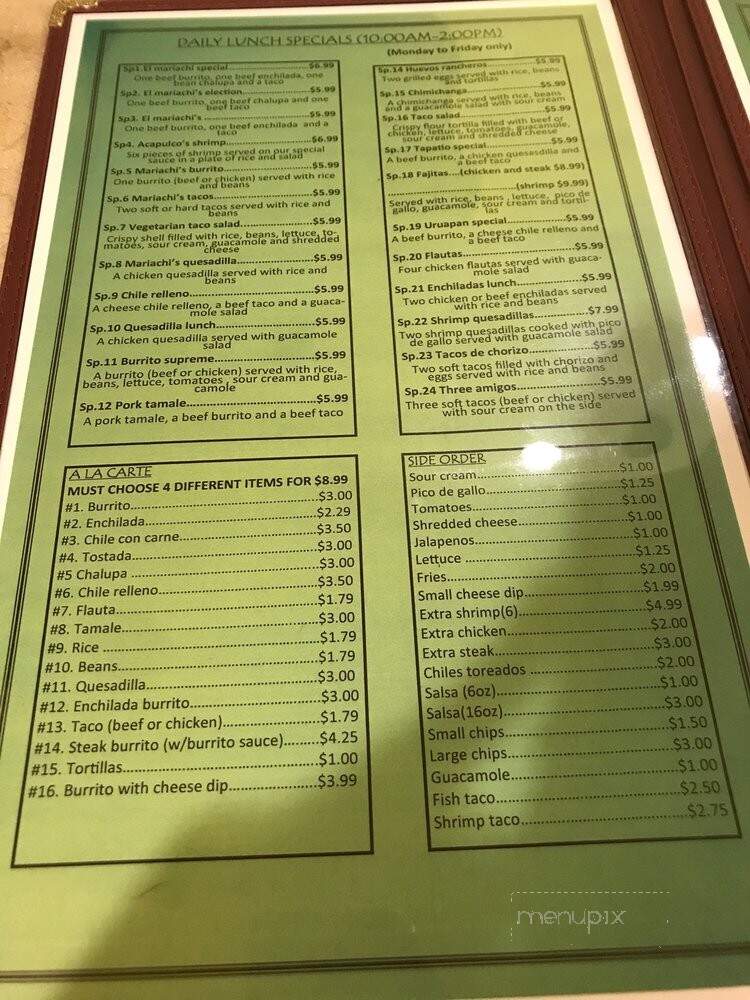 DAILY LUNCH SPECIALS (10:00AM-2:00PM)
(Monday to Friday only)
Sp1.El mariachi special....................$6.99
One beef burrito, one beef enchilada, one
bean chalupa and a taco
Sp2. El mariachi's election....................$5.99
One beef burrito, one beef chalupa and one
beef taco
Sp3. El mariachi's ....................$5.99
One beef burrito, one beef enchilada and a
taco
Sp4. Acapulco's shrimp....................$6.99
Six pieces of shrimp served on our special
sauce in a plate of rice and salad
Sp.5 Mariachi's burrito....................$5.99
One burrito (beef or chicken) served with rice
and beans
Sp.6 Mariachi's tacos....................$5.99
Two soft or hard tacos served with rice and
beans
Sp.7 Vegetarian taco salad....................$5.99
Crispy shell filled with rice, beans, lettuce, to-
matoes, sour cream, guacamole and shredded
cheese
Sp.8 Mariachi's quesadilla....................$5.99
A chicken quesadilla served with rice and
beans
Sp.9 Chile relleno....................$5.99
A cheese chile relleno, a beef taco and a guaca-
mole salad
Sp.10 Quesadilla lunch....................$5.99
A chicken quesadilla served with guacamole
salad
Sp.11 Burrito supreme....................$5.99
A burrito (beef or chicken) served with rice,
beans, lettuce, tomatoes , sour cream and gua-
camole
Sp.12 Pork tamale....................$5.99
A pork tamale, a beef burrito and a beef taco
Sp.14 Huevos rancheros....................$5.99
Two grilled eggs served with rice, beans
and tortillas
Sp.15 Chimichanga....................$5.99
A chimichanga served with rice, beans
and a guacamole salad with sour cream
Sp.16 Taco salad....................$5.99
Crispy flour tortilla filled with beef or
chicken, lettuce, tomatoes, guacamole,
sour cream and shredded cheese
Sp.17 Tapatio special....................$5.99
A beef burrito, a chicken quesasdilla and
a beef taco
Sp.18 Fajitas....(chicken and steak $8.99)
....................(shrimp $9.99)
Served with rice, beans , lettuce, pico de
gallo, guacamole, sour cream and tortil-
las
Sp.19 Uruapan special....................$5.99
A beef burrito, a cheese chile relleno and
a beef taco
Sp.20 Flautas....................$5.99
Four chicken flautas served with guaca-
mole salad
Sp.21 Enchiladas lunch....................$5.99
Two chicken or beef enchiladas served
with rice and beans
Sp.22 Shrimp quesadillas....................$7.99
Two shrimp quesadillas cooked with pico
de gallo served with guacamole salad
Sp.23 Tacos de chorizo....................$5.99
Two soft tacos filled with chorizo and
eggs served with rice and beans
Sp.24 Three amigos....................$5.99
Three soft tacos (beef or chicken) served
with sour cream on the side
A LA CARTE
MUST CHOOSE 4 DIFFERENT ITEMS FOR $8.99
#1. Burrito....................$3.00
#2. Enchilada....................$2.29
#3. Chile con carne....................$3.50
#4. Tostada....................$3.00
#5 Chalupa ....................$3.00
#6. Chile relleno....................$3.50
#7. Flauta....................$1.79
#8. Tamale....................$3.00
#9. Rice ....................$1.79
#10. Beans....................$1.79
#11. Quesadilla....................$3.00
#12. Enchilada burrito....................$3.00
#13. Taco (beef or chicken)....................$1.79
#14. Steak burrito (w/burrito sauce)........$4.25
#15. Tortillas....................$1.00
#16. Burrito with cheese dip....................$3.99
SIDE ORDER
Sour cream....................$1.00
Pico de gallo....................$1.25
Tomatoes....................$1.00
Shredded cheese....................$1.00
Jalapenos....................$1.00
Lettuce ....................$1.25
Fries....................$2.00
Small cheese dip....................$1.99
Extra shrimp(6)....................$4.99
Extra chicken....................$2.00
Extra steak....................$3.00
Chiles toreados ....................$2.00
Salsa (6oz)....................$1.00
Salsa(16oz)....................$3.00
Small chips....................$1.50
Large chips....................$3.00
Guacamole....................$1.00
Fish taco....................$2.50
Shrimp taco....................$2.75
menupix